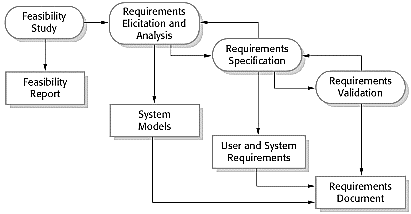 Feasibility
Study
Requirements
Elicitation and
Analysis
Requirements
Specification
Requirements
Validation
Feasibility
Report
System
Models
User and System
Requirements
Requirements
Document